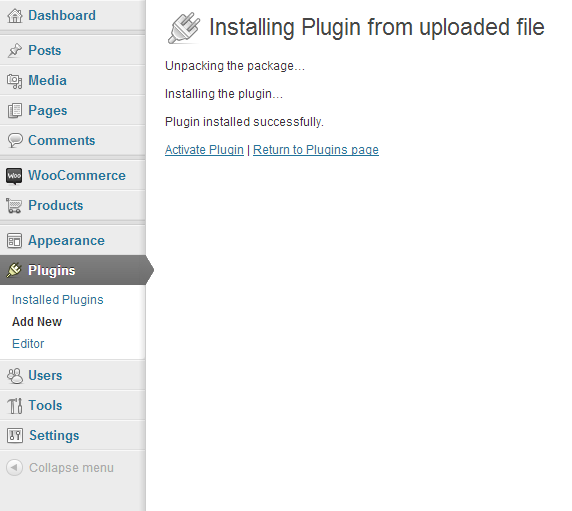 Dashboard
Posts
Media
Pages
Comments
Woo WooCommerce
Products
Appearance
Plugins
Installed Plugins
Add New
Editor
Users
Tools
Settings
Collapse menu
Installing Plugin from uploaded file
Unpacking the package…
Installing the plugin…
Plugin installed successfully.
Activate Plugin | Return to Plugins page